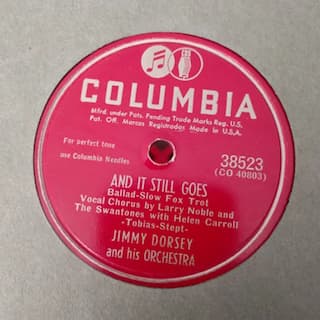 COLUMBIA
Mfrd. under Pats. Pending Trade Marks Reg. U.S.
Pat. Off. Marcas Registradas Made in U.S.A.
For perfect tone
use Columbia Needles
38523
(CO 40803)
AND IT STILL GOES
Ballad-Slow Fox Trot
Vocal Chorus by Larry Noble and
The Swantones with Helen Carroll
-Tobias-Stept-
JIMMY DORSEY
and his ORCHESTRA